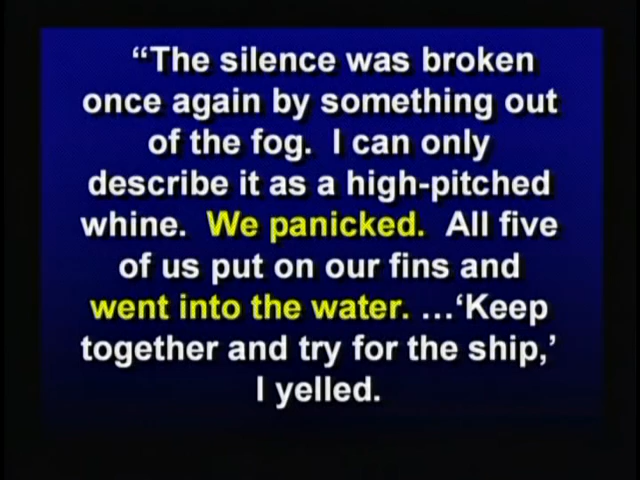 “The silence was broken
once again by something out
of the fog.  I can only
describe it as a high-pitched
whine.  We panicked.  All five
of us put on our fins and
went into the water. …‘Keep
together and try for the ship,’
I yelled.